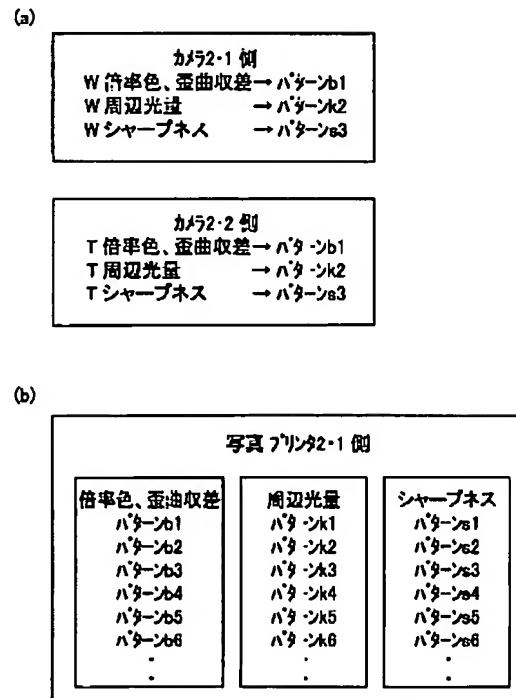 (a)
カメラ2-1 側
W 倍率色、歪曲収差→ パターンb1
W 周辺光量 → パターンk2
W シャープネス → パターンs3
カメラ2-2 側
T 倍率色、歪曲収差→ パターンb1
T 周辺光量 → パターンk2
T シャープネス → パターンs3
(b)
写真プリンタ2-1 側
倍率色、歪曲収差
パターンb1
パターンb2
パターンb3
パターンb4
パターンb5
パターンb6
・
・
周辺光量
パターンk1
パターンk2
パターンk3
パターンk4
パターンk5
パターンk6
・
・
シャープネス
パターンs1
パターンs2
パターンs3
パターンs4
パターンs5
パターンs6
・
・